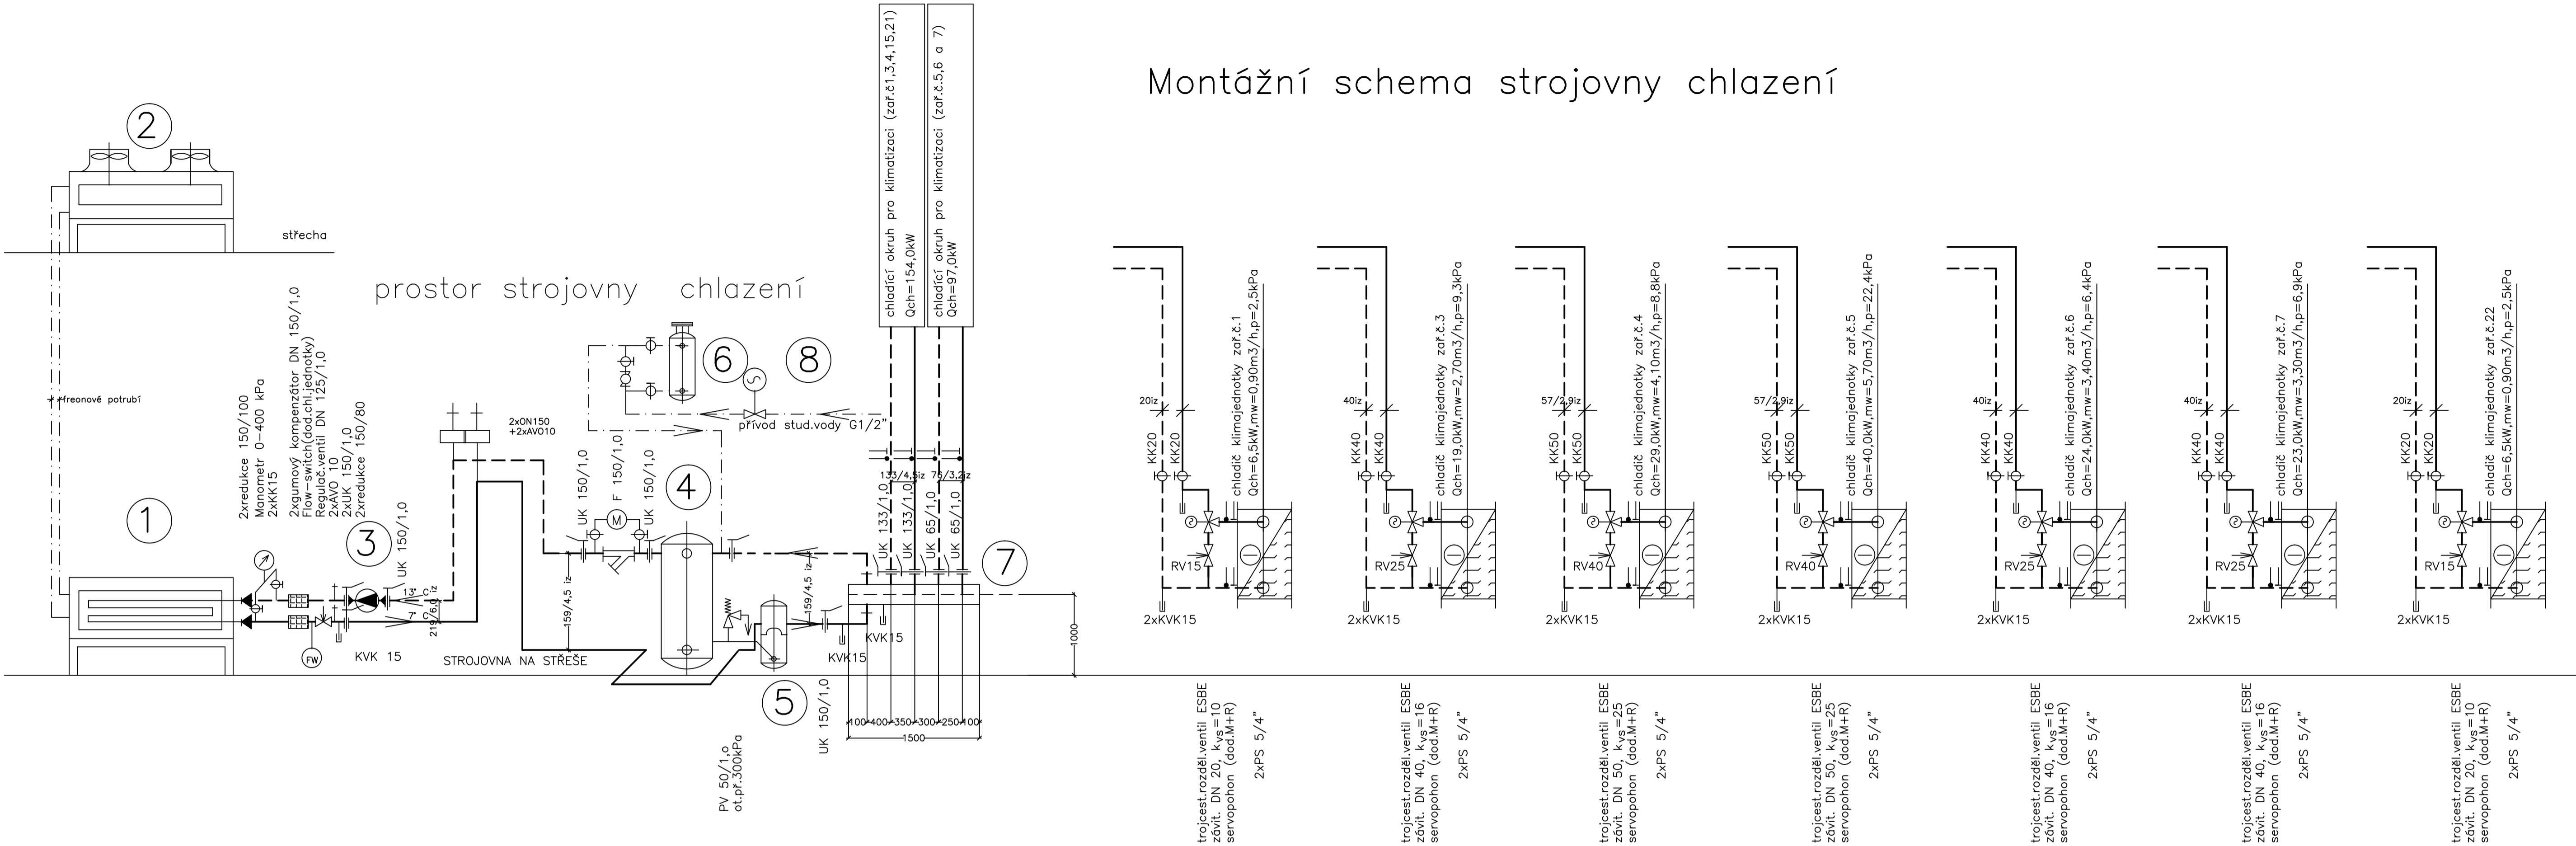 Montážní schema strojovny chlazení
2
střecha
prostor strojovny chlazení
freonové potrubí
1
2xredukce 150/100
Manometr 0-400 kPa
2xKK15
2xgumový kompenzátor DN 150/1,0
Flow-switch(dod.chl.jednotky)
Regulač.ventil DN 125/1,0
2xAVO 10
2xUK 150/1,0
2xredukce 150/80
3
UK 150/1,0
13° C
7° C
219/6,0 iz
FW
KVK 15
STROJOVNA NA STŘEŠE
2xON150
+2xAVO10
UK 150/1,0
F 150/1,0
UK 150/1,0
M
4
159/4,5 iz
6
8
S
přívod stud.vody G1/2"
5
PV 50/1,0
ot.př.300kPa
159/4,5 iz
UK 150/1,0
KVK15
KVK15
chladící okruh pro klimatizaci (zař.č1,3,4,15,21)
Qch=154,0kW
chladící okruh pro klimatizaci (zař.č.5,6 a 7)
Qch=97,0kW
133/4,5iz
76/3,2iz
UK 133/1,0
UK 133/1,0
UK 65/1,0
UK 65/1,0
7
1000
100
400
350
300
250
100
1500
20iz
KK20
KK20
chladič klimajednotky zař.č.1
Qch=6,5kW,mw=0,90m3/h,p=2,5kPa
RV15
2xKVK15
trojcest.rozděl.ventil ESBE
závit. DN 20, kvs=10
servopohon (dod.M+R)
2xPS 5/4"
40iz
KK40
KK40
chladič klimajednotky zař.č.3
Qch=19,0kW,mw=2,70m3/h,p=9,3kPa
RV25
2xKVK15
trojcest.rozděl.ventil ESBE
závit. DN 40, kvs=16
servopohon (dod.M+R)
2xPS 5/4"
57/2,9iz
KK50
KK50
chladič klimajednotky zař.č.4
Qch=29,0kW,mw=4,10m3/h,p=8,8kPa
RV40
2xKVK15
trojcest.rozděl.ventil ESBE
závit. DN 50, kvs=25
servopohon (dod.M+R)
2xPS 5/4"
57/2,9iz
KK50
KK50
chladič klimajednotky zař.č.5
Qch=40,0kW,mw=5,70m3/h,p=22,4kPa
RV40
2xKVK15
trojcest.rozděl.ventil ESBE
závit. DN 50, kvs=25
servopohon (dod.M+R)
2xPS 5/4"
40iz
KK40
KK40
chladič klimajednotky zař.č.6
Qch=24,0kW,mw=3,40m3/h,p=6,4kPa
RV25
2xKVK15
trojcest.rozděl.ventil ESBE
závit. DN 40, kvs=16
servopohon (dod.M+R)
2xPS 5/4"
40iz
KK40
KK40
chladič klimajednotky zař.č.7
Qch=23,0kW,mw=3,30m3/h,p=6,9kPa
RV25
2xKVK15
trojcest.rozděl.ventil ESBE
závit. DN 40, kvs=16
servopohon (dod.M+R)
2xPS 5/4"
20iz
KK20
KK20
chladič klimajednotky zař.č.22
Qch=6,5kW,mw=0,90m3/h,p=2,5kPa
RV15
2xKVK15
trojcest.rozděl.ventil ESBE
závit. DN 20, kvs=10
servopohon (dod.M+R)
2xPS 5/4"